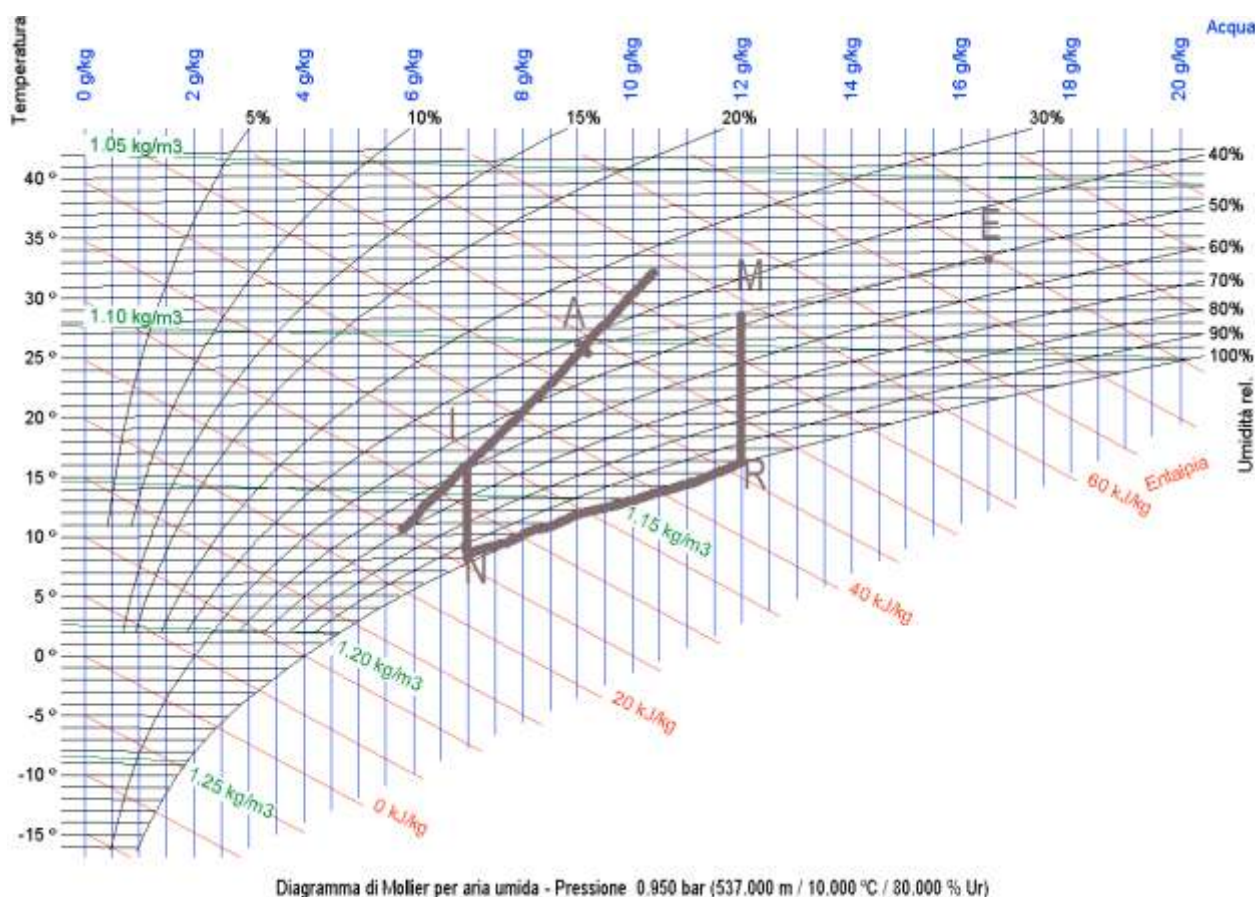 Temperatura
0 g/kg
2 g/kg
4 g/kg
6 g/kg
8 g/kg
10 g/kg
12 g/kg
14 g/kg
16 g/kg
18 g/kg
20 g/kg
Acqua
5%
10%
15%
20%
30%
1.05 kg/m3
40%
40 °
50%
E
35 °
60%
M
30 °
70%
A
1.10 kg/m3
80%
90%
25 °
100%
20 °
I
Umidità rel.
15 °
R
Entalpia
60 kJ/kg
10 °
1.15 kg/m3
N
5 °
40 kJ/kg
0 °
1.20 kg/m3
20 kJ/kg
-5 °
-10 °
1.25 kg/m3
0 kJ/kg
-15 °
Diagramma di Mollier per aria umida - Pressione 0.950 bar (537.000 m / 10.000 °C / 80.000 % Ur)